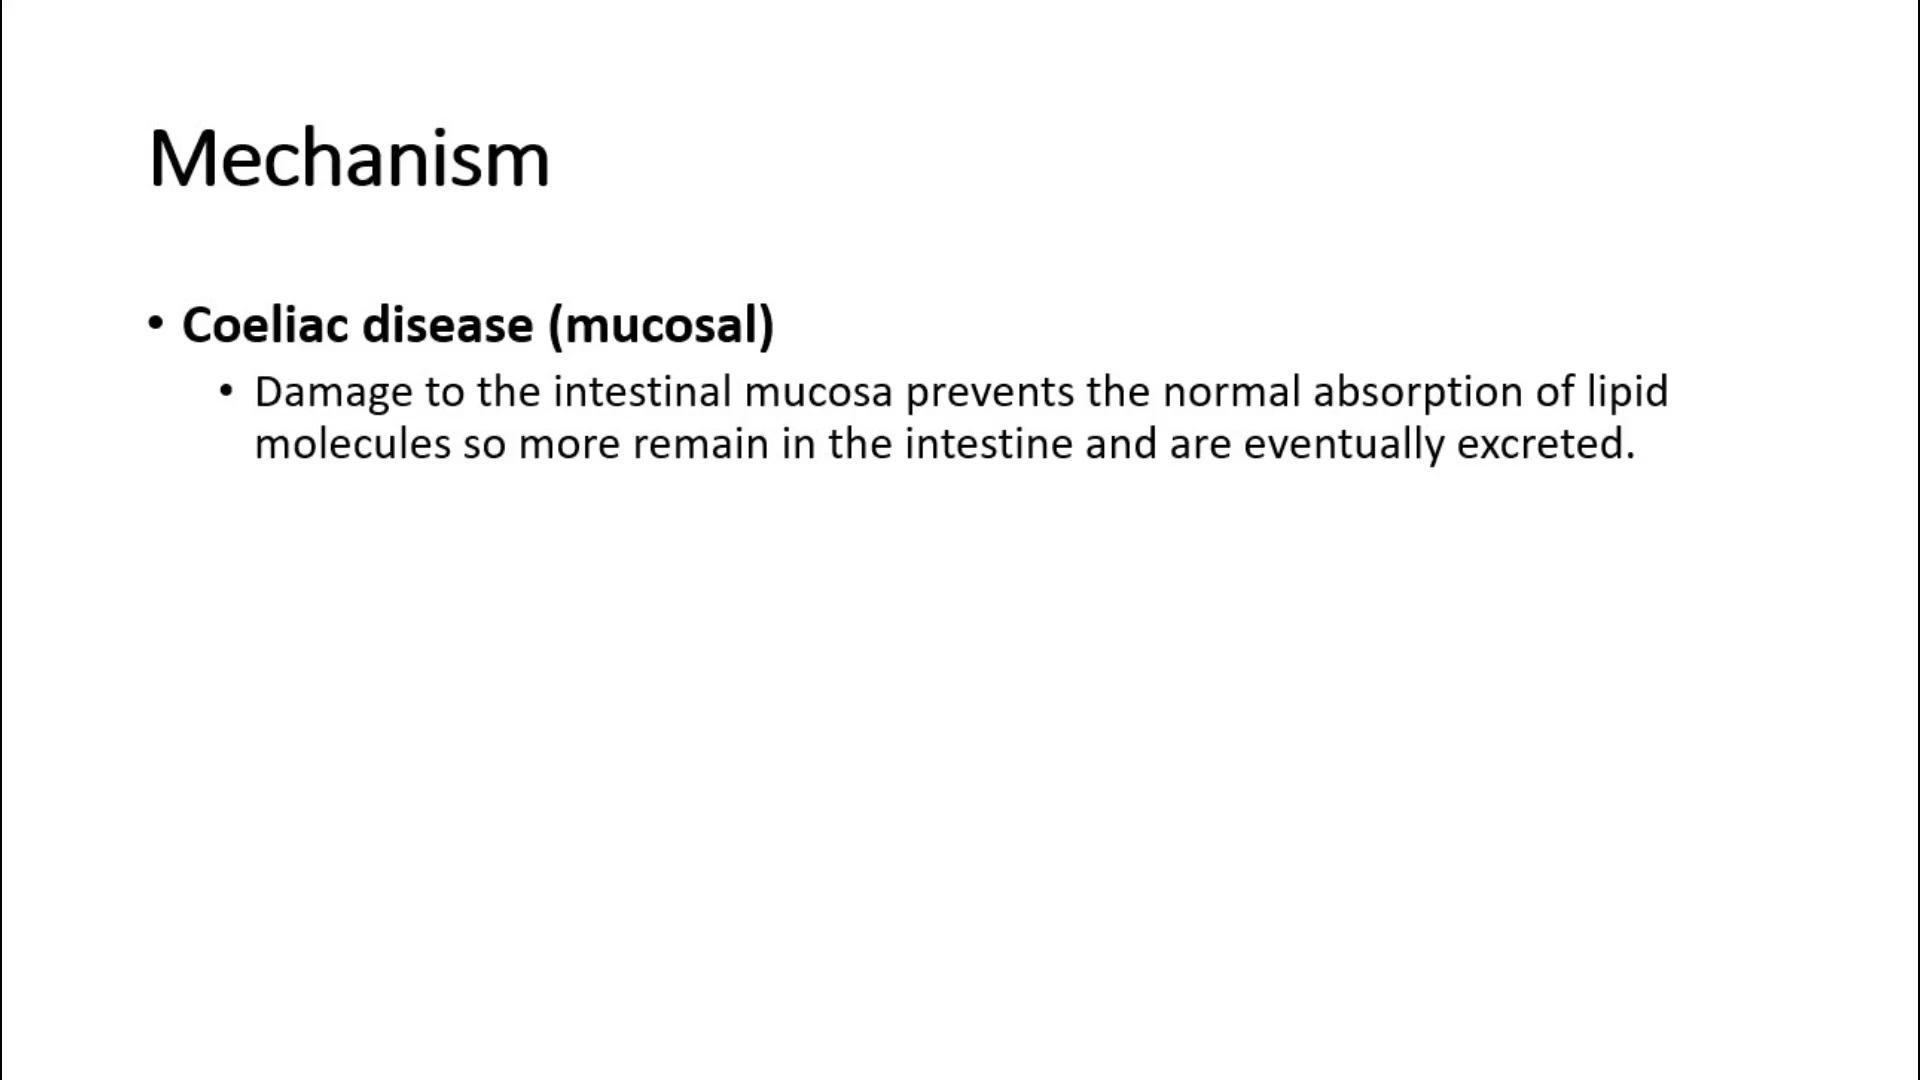 Mechanism
• Coeliac disease (mucosal)
• Damage to the intestinal mucosa prevents the normal absorption of lipid
molecules so more remain in the intestine and are eventually excreted.